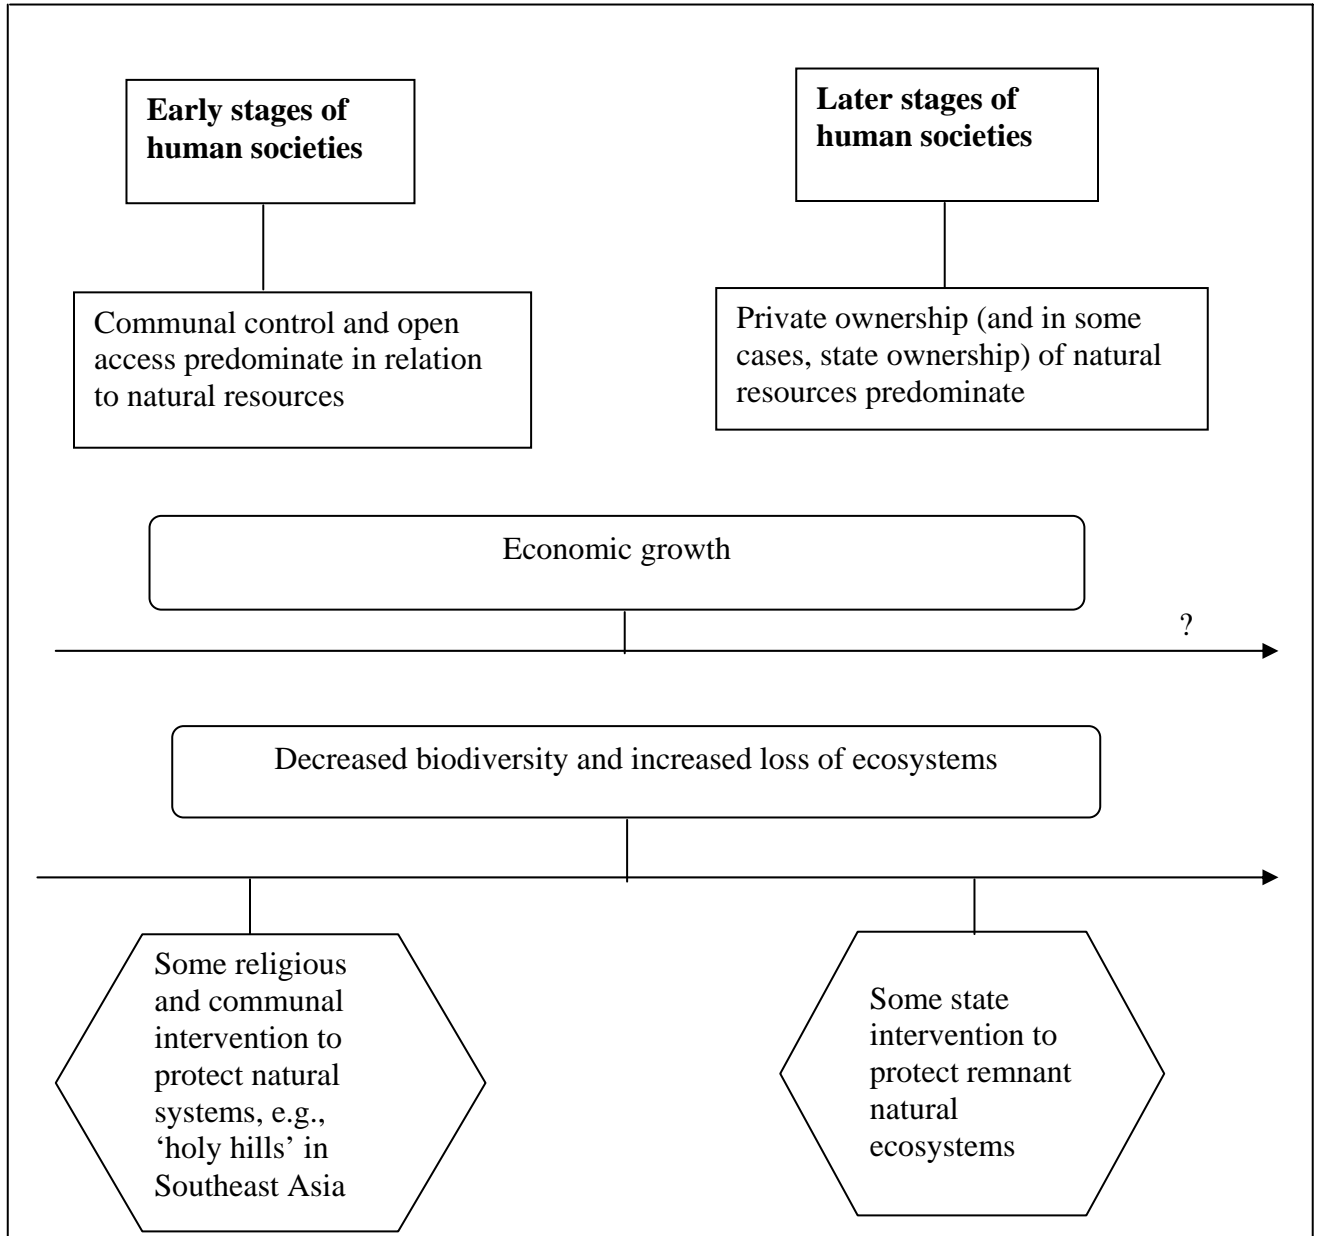 Early stages of
human societies
Later stages of
human societies
Communal control and open
access predominate in relation
to natural resources
Private ownership (and in some
cases, state ownership) of natural
resources predominate
Economic growth
?
Decreased biodiversity and increased loss of ecosystems
Some religious
and communal
intervention to
protect natural
systems, e.g.,
‘holy hills’ in
Southeast Asia
Some state
intervention to
protect remnant
natural
ecosystems